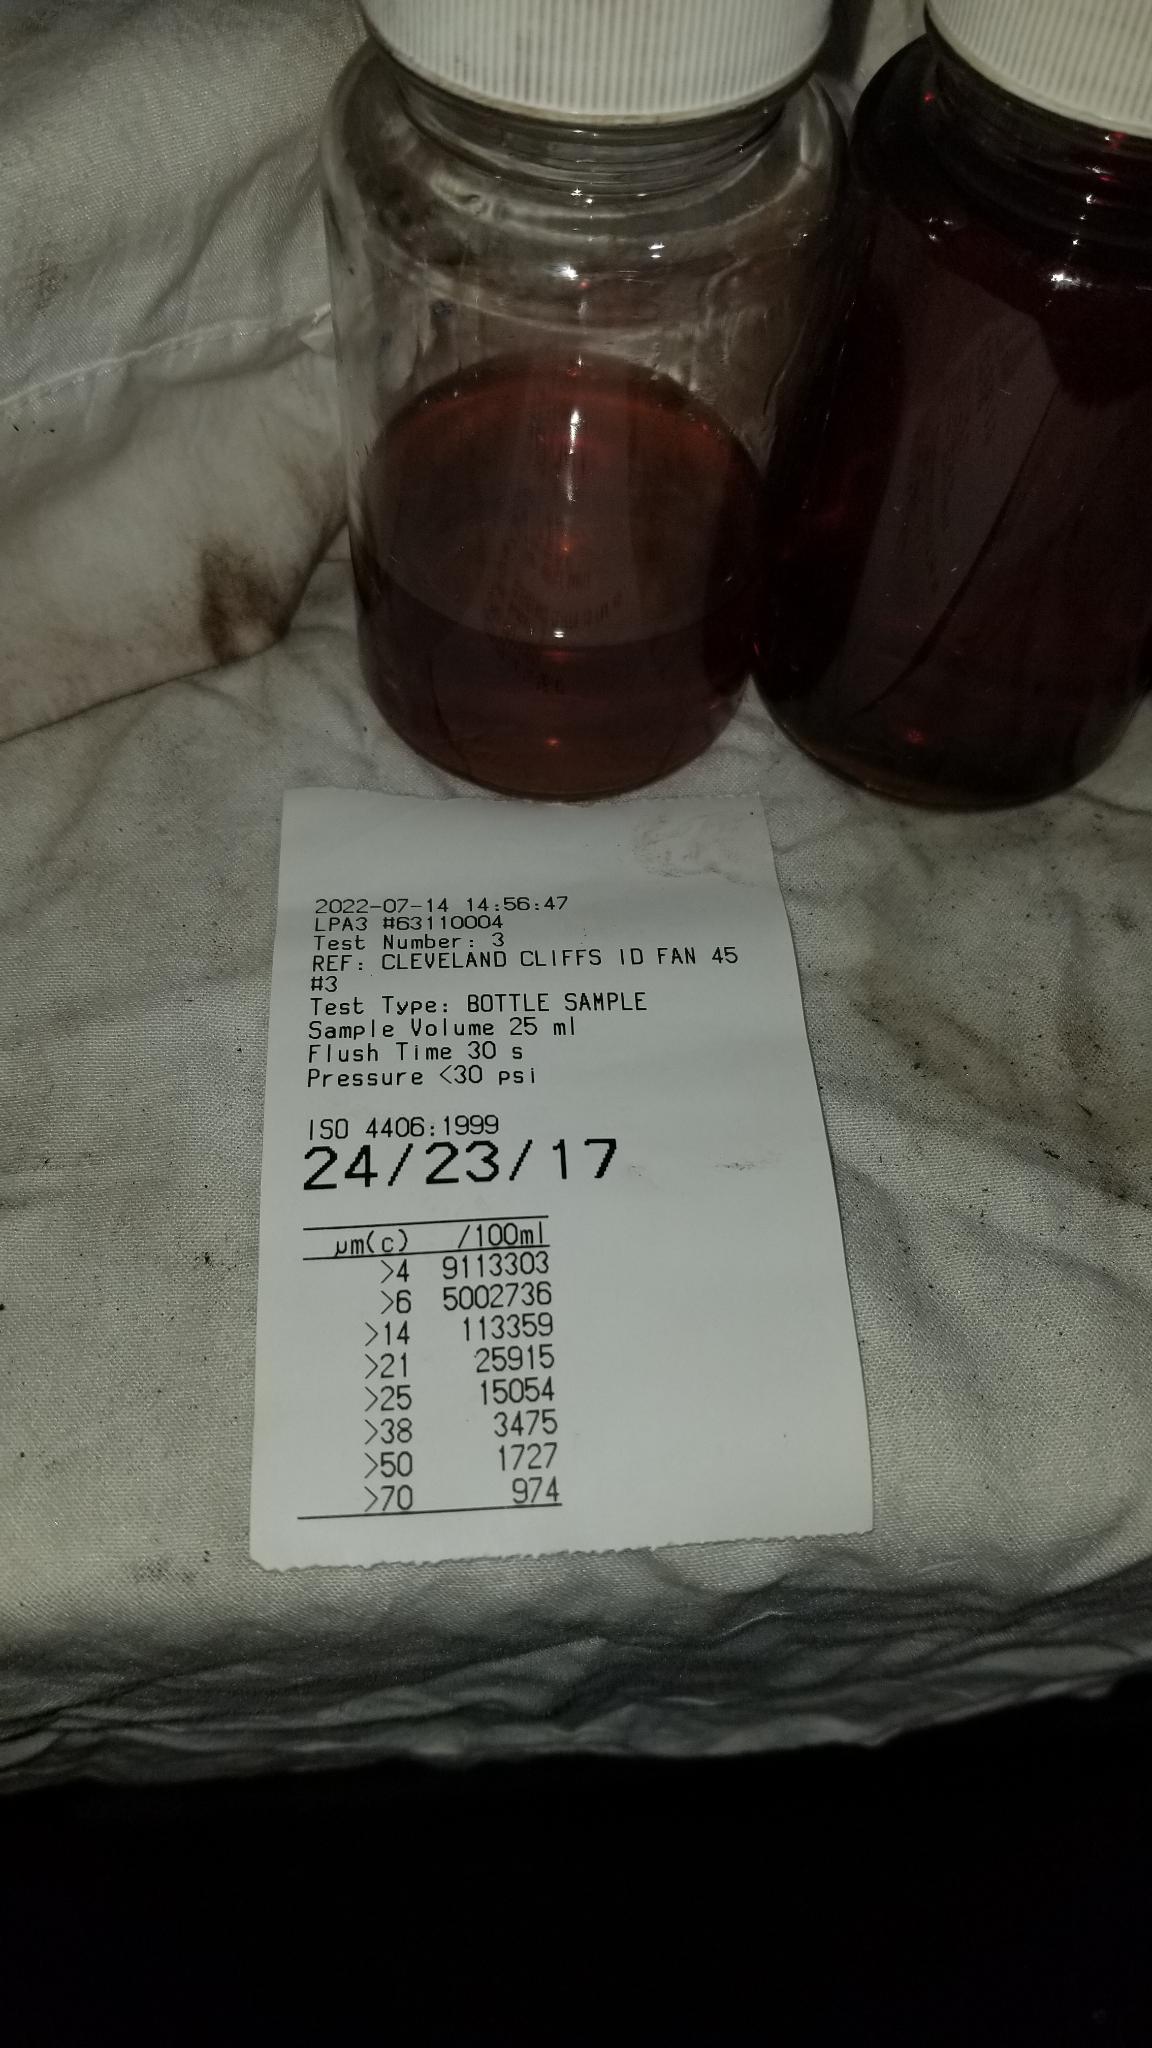 2022-07-14 14:56:47
LPA3 #63110004
Test Number: 3
REF: CLEVELAND CLIFFS ID FAN 45
#3
Test Type: BOTTLE SAMPLE
Sample Volume 25 ml
Flush Time 30 s
Pressure <30 psi
ISO 4406:1999
24/23/17
µm(c) /100ml
>4 9113303
>6 5002736
>14 113359
>21 25915
>25 15054
>38 3475
>50 1727
>70 974